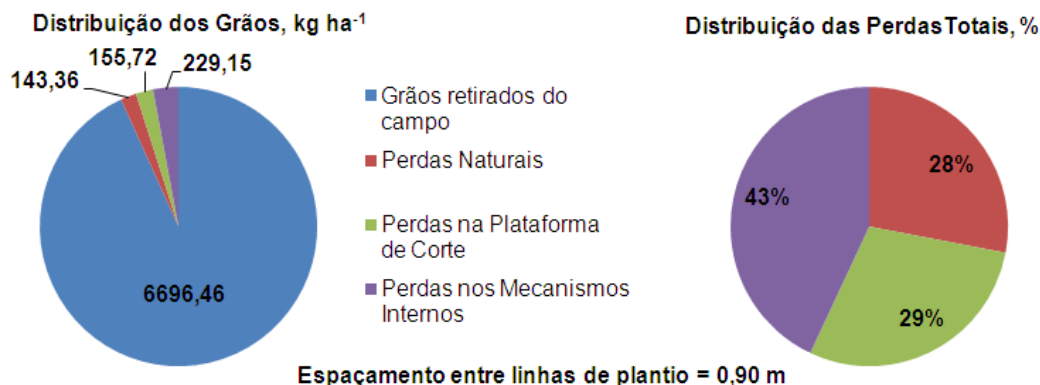 Distribuição dos Grãos, kg ha⁻¹
155,72
229,15
143,36
6696,46
Grãos retirados do
campo
Perdas Naturais
Perdas na Plataforma
de Corte
Perdas nos Mecanismos
Internos
Distribuição das Perdas Totais, %
28%
43%
29%
Espaçamento entre linhas de plantio = 0,90 m